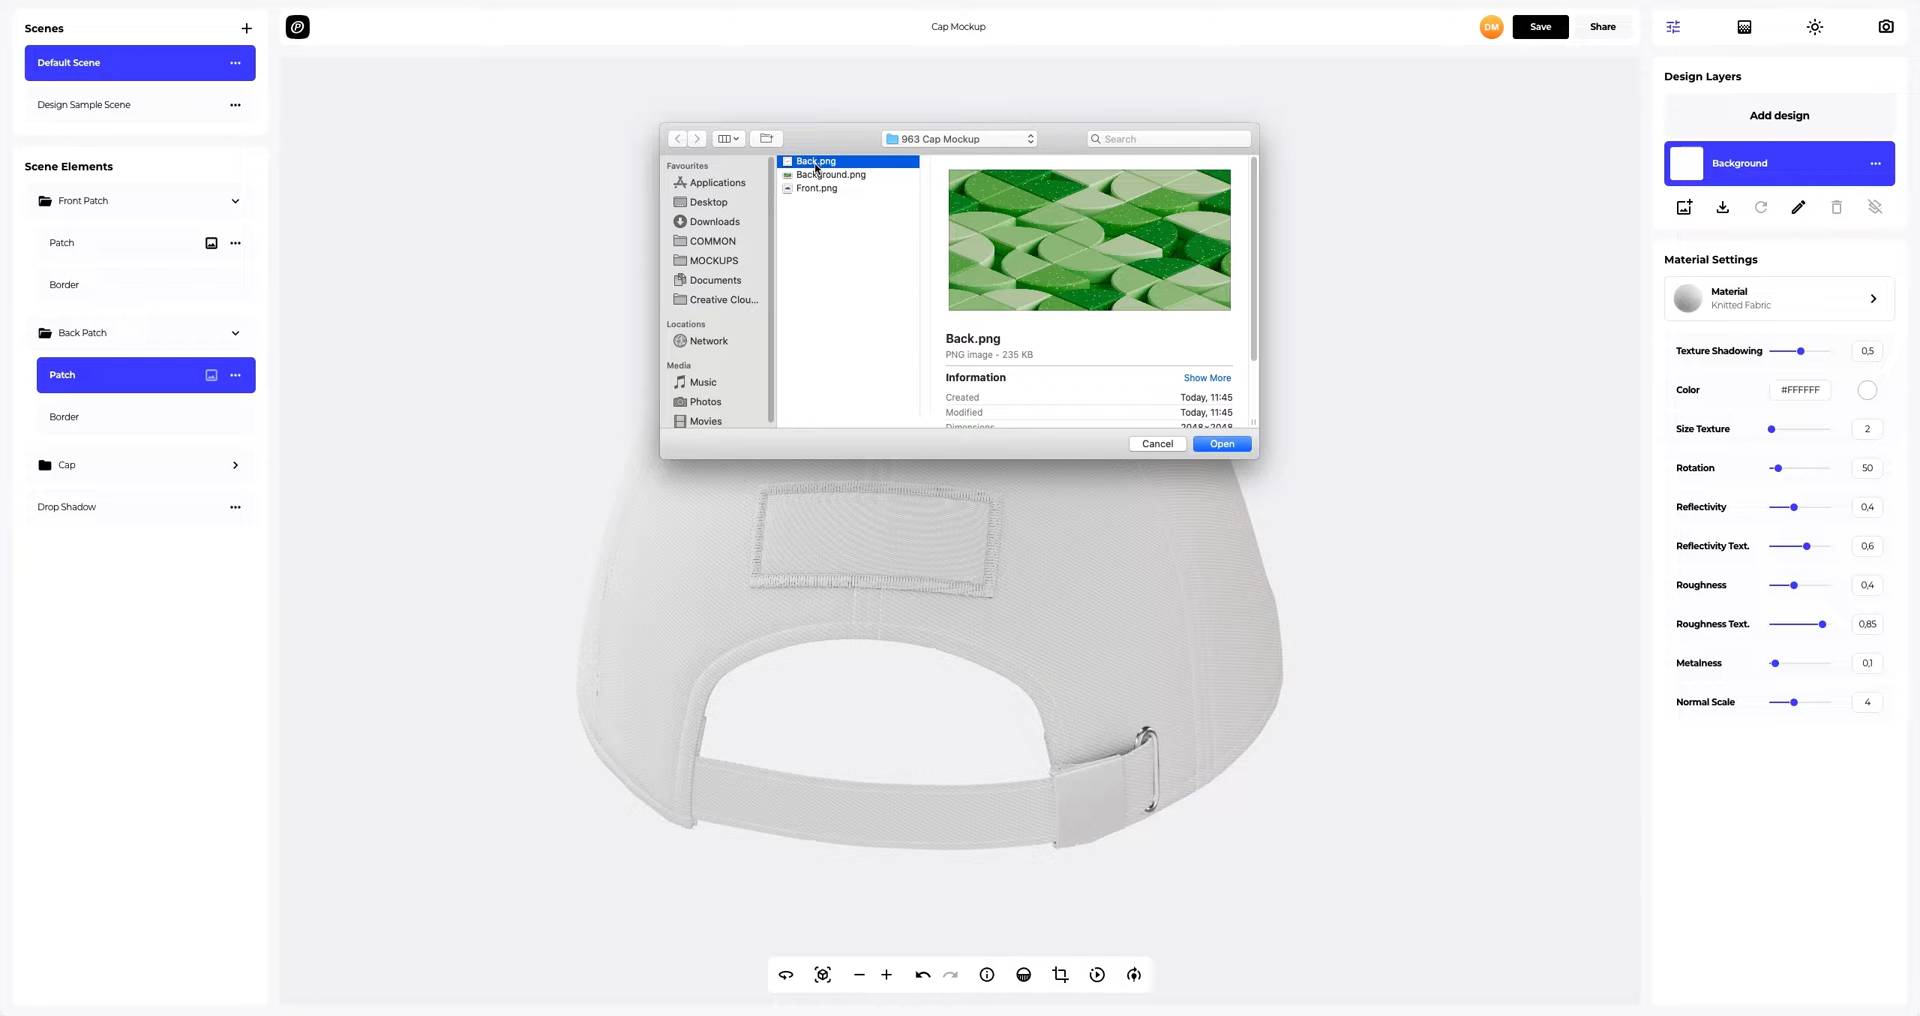 Scenes
Default Scene
Design Sample Scene
Scene Elements
Front Patch
Patch
Border
Back Patch
Patch
Border
Cap
Drop Shadow
Cap Mockup
DM
Save
Share
963 Cap Mockup
Search
Favourites
Applications
Desktop
Downloads
COMMON
MOCKUPS
Documents
Creative Clou...
Locations
Network
Media
Music
Photos
Movies
Back.png
Background.png
Front.png
Back.png
PNG image - 235 KB
Information Show More
Created Today, 11:45
Modified Today, 11:45
Dimensions 2048×2048
Cancel
Open
Design Layers
Add design
Background
Material Settings
Material
Knitted Fabric
Texture Shadowing 0,5
Color #FFFFFF
Size Texture 2
Rotation 50
Reflectivity 0,4
Reflectivity Text. 0,6
Roughness 0,4
Roughness Text. 0,85
Metalness 0,1
Normal Scale 4